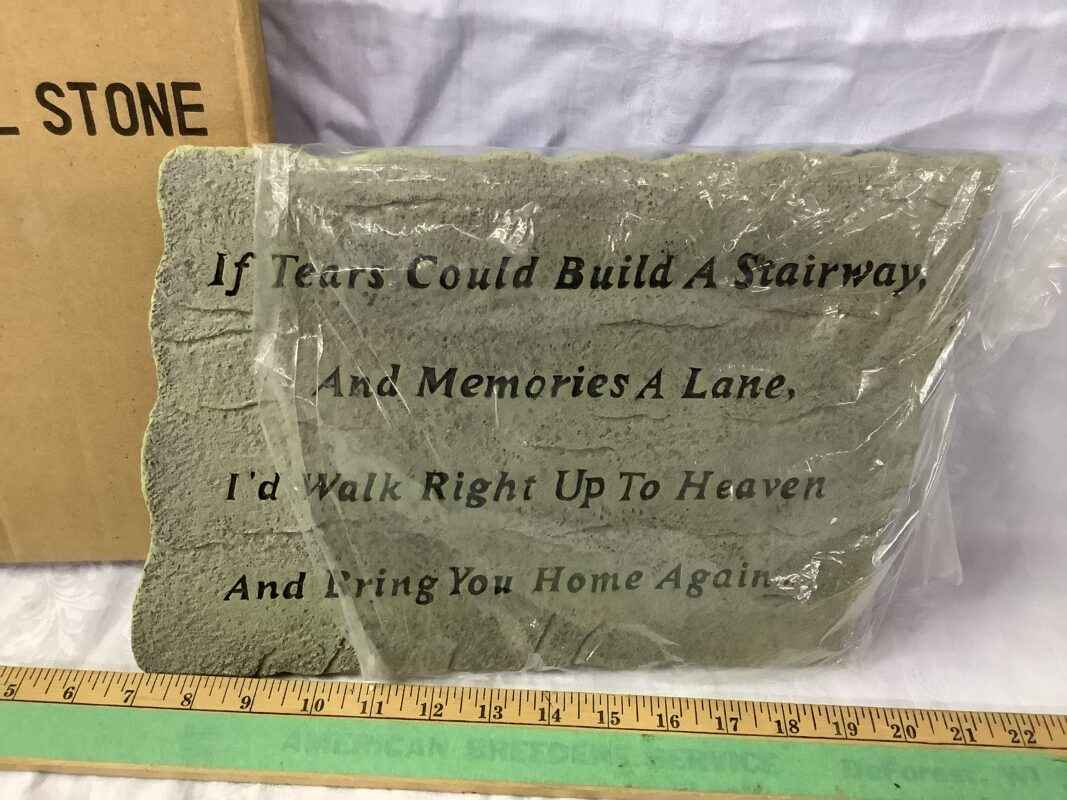 L STONE
If Tears Could Build A Stairway,
And Memories A Lane,
I'd Walk Right Up To Heaven
And Bring You Home Again
5 6 7 8 9 10 11 12 13 14 15 16 17 18 19 20 21 22
AMERICAN BREEDERS SERVICE DeForest, WI